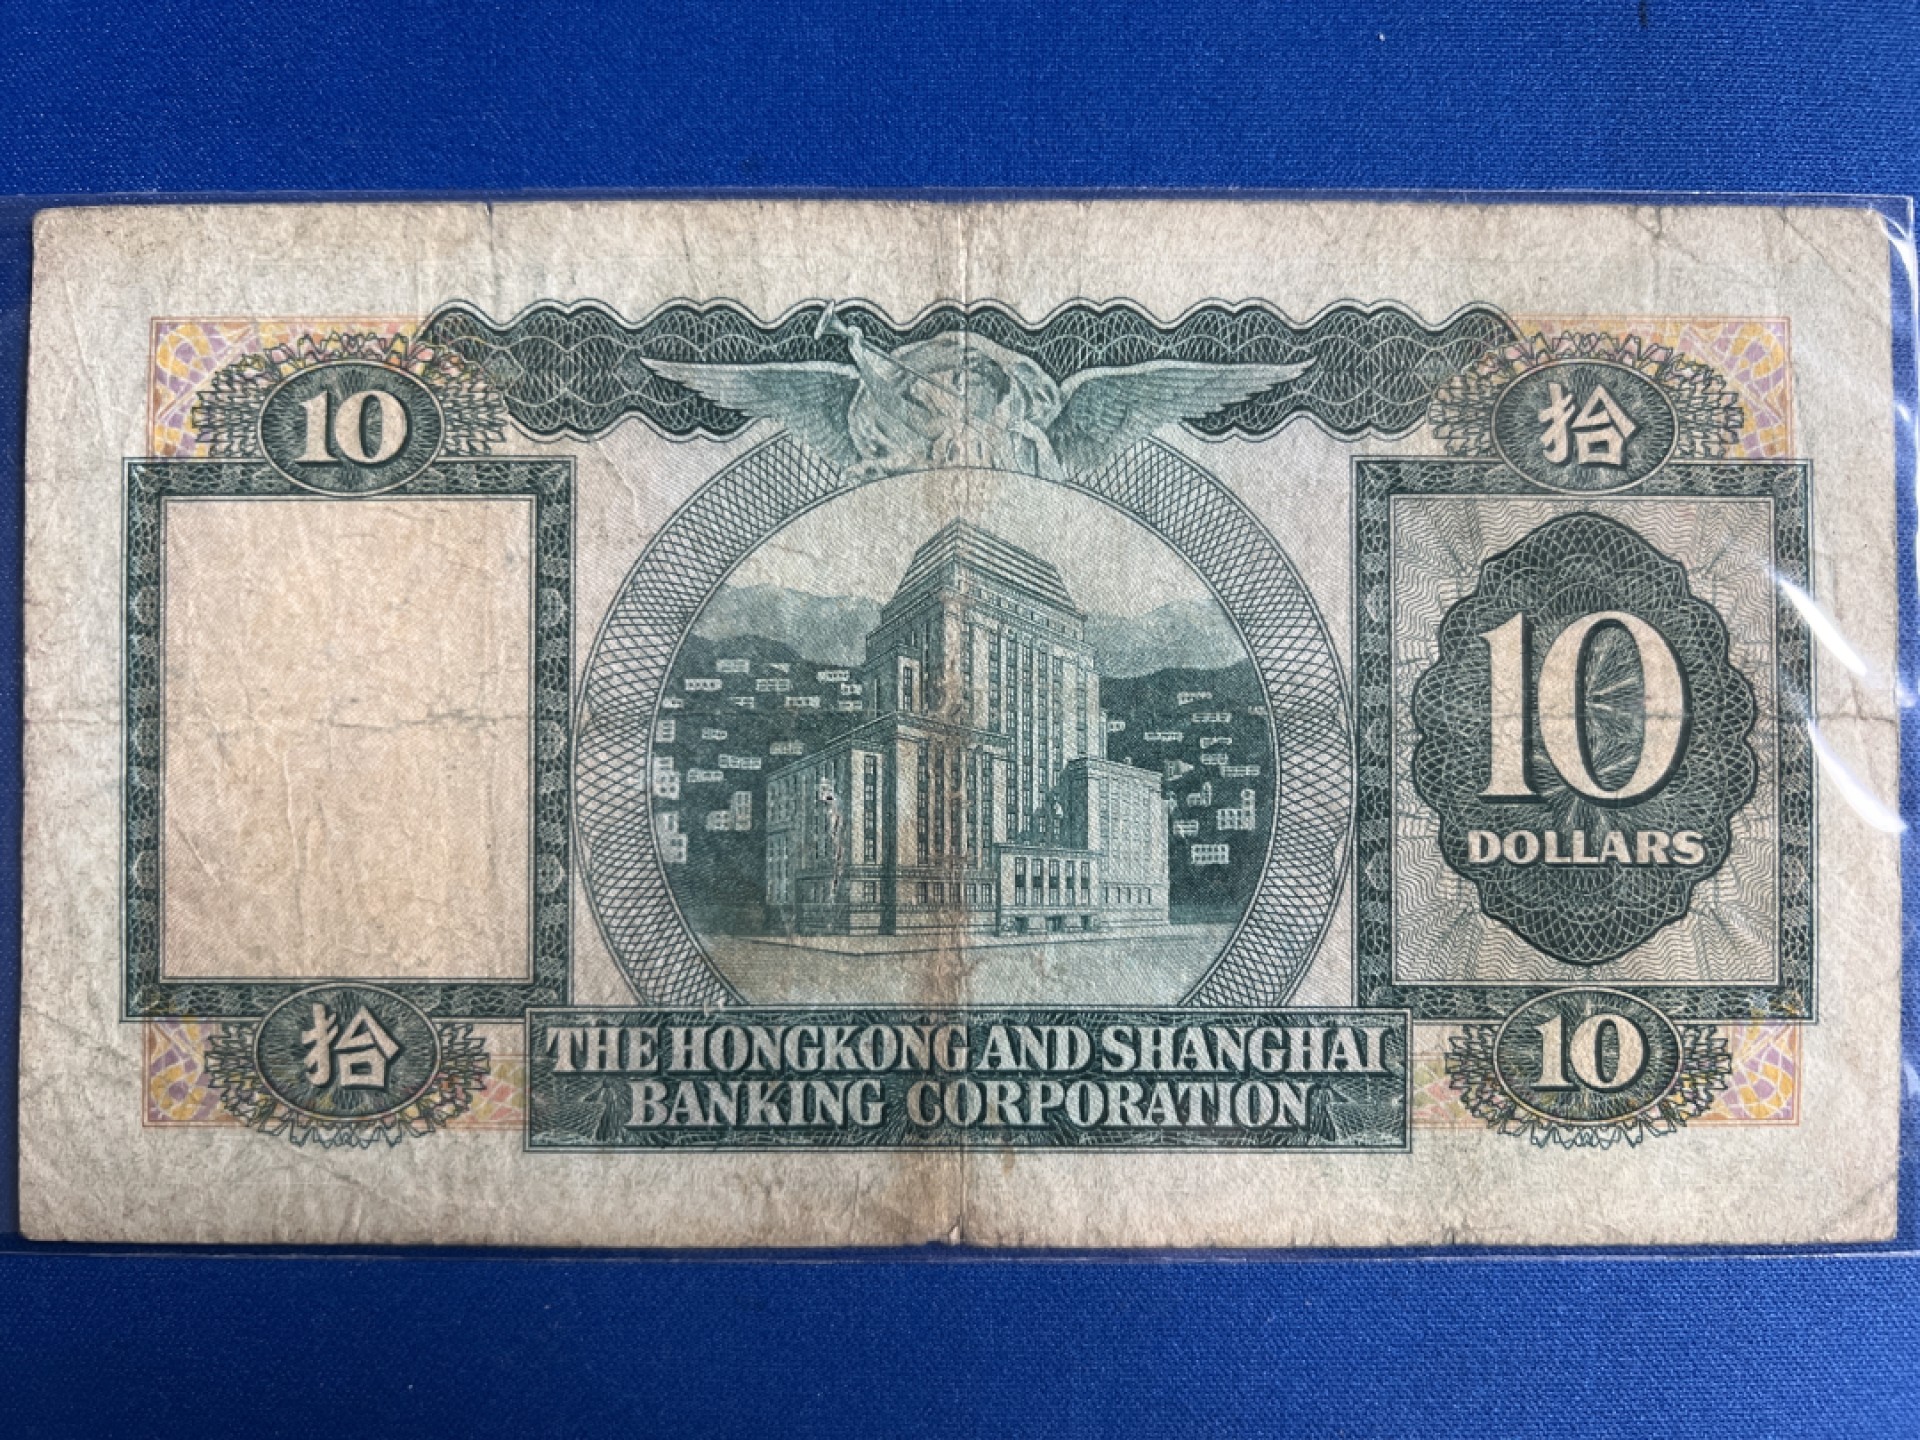 10
拾
10
DOLLARS
拾
THE HONGKONG AND SHANGHAI
BANKING CORPORATION
10